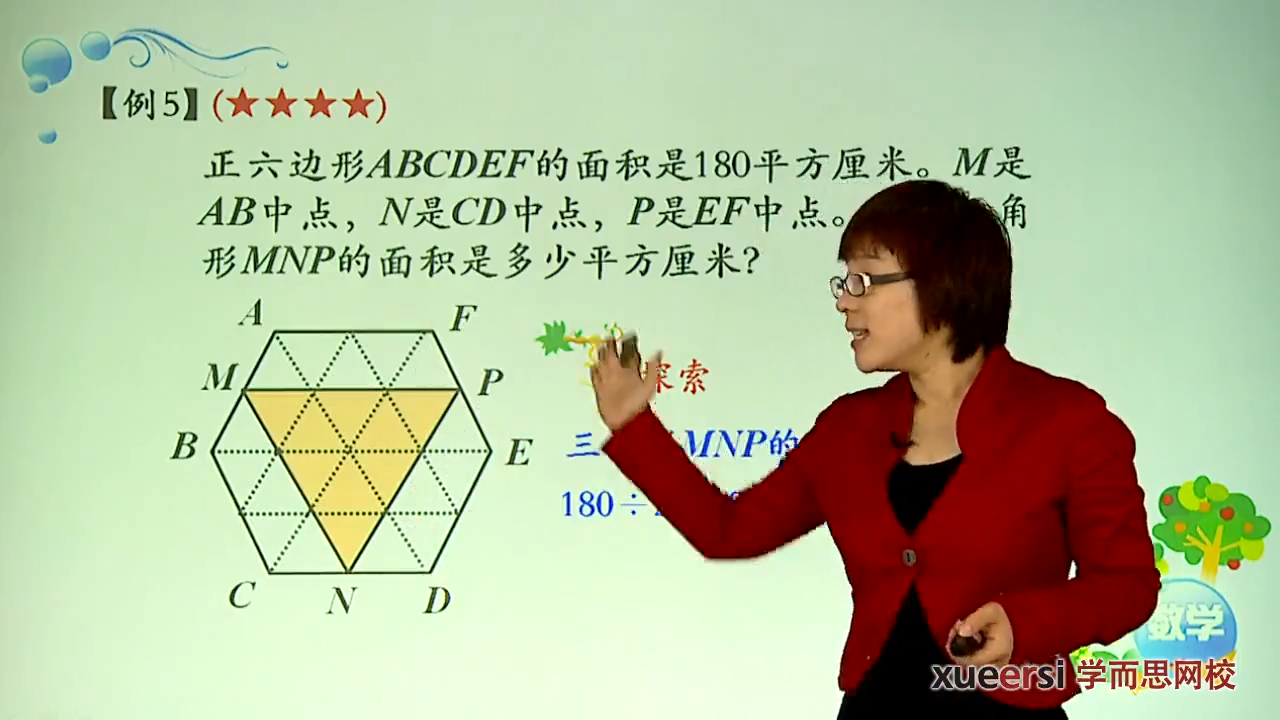 【例5】(★★★★)
正六边形ABCDEF的面积是180平方厘米。M是
AB中点，N是CD中点，P是EF中点。 角
形MNP的面积是多少平方厘米?
A F
M P
B E
C N D
探索
三 MNP的
180÷
数学
xueersi 学而思网校